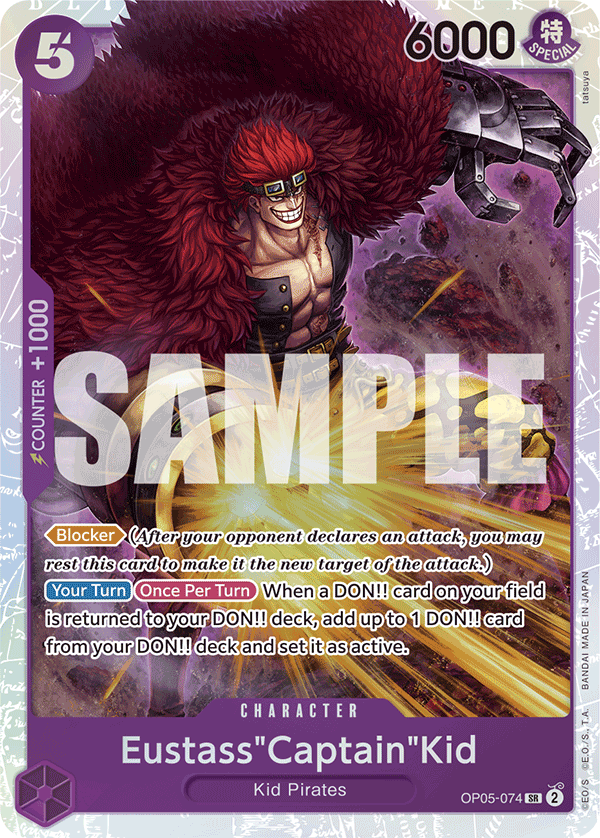 5
6000
特
SPECIAL
tatsuya
COUNTER +1000
SAMPLE
Blocker (After your opponent declares an attack, you may
rest this card to make it the new target of the attack.)
Your Turn Once Per Turn When a DON!! card on your field
is returned to your DON!! deck, add up to 1 DON!! card
from your DON!! deck and set it as active.
©E.O/S ©E.O./S, T.A. BANDAI MADE IN JAPAN
CHARACTER
Eustass"Captain"Kid
Kid Pirates
OP05-074 SR 2